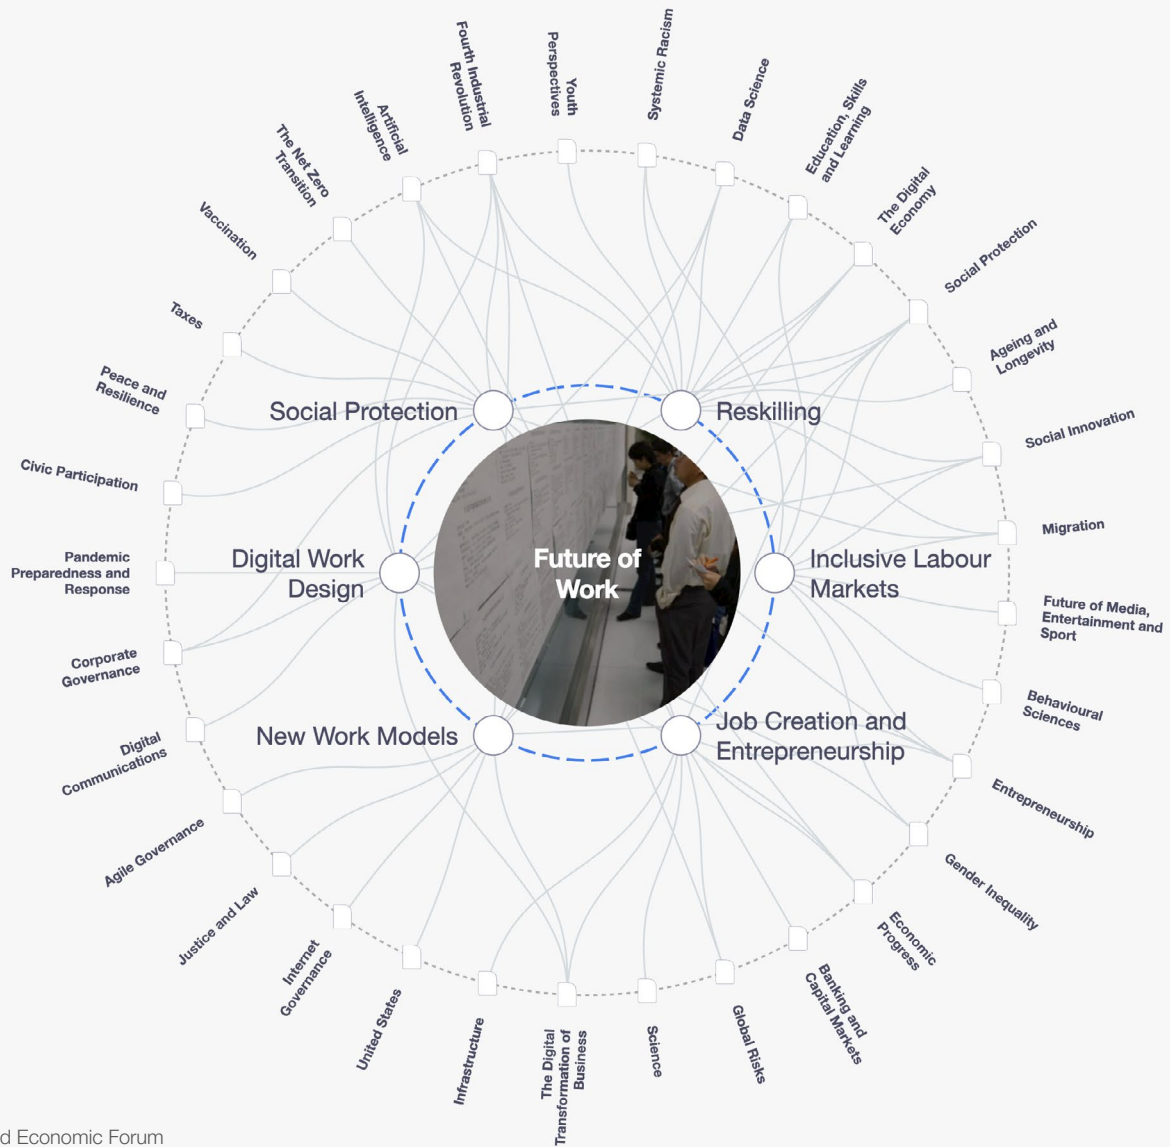 Fourth Industrial
Revolution
Youth
Perspectives
Systemic Racism
Data Science
Education, Skills
and Learning
The Digital
Economy
Social Protection
Ageing and
Longevity
Social Innovation
Migration
Future of Media,
Entertainment and
Sport
Behavioural
Sciences
Entrepreneurship
Gender Inequality
Economic
Progress
Banking and
Capital Markets
Global Risks
Science
The Digital
Transformation of
Business
Infrastructure
United States
Internet
Governance
Justice and Law
Agile Governance
Digital
Communications
Corporate
Governance
Pandemic
Preparedness and
Response
Civic Participation
Peace and
Resilience
Taxes
Vaccination
The Net Zero
Transition
Artificial
Intelligence
Social Protection
Reskilling
Digital Work
Design
Future of
Work
Inclusive Labour
Markets
New Work Models
Job Creation and
Entrepreneurship
d Economic Forum